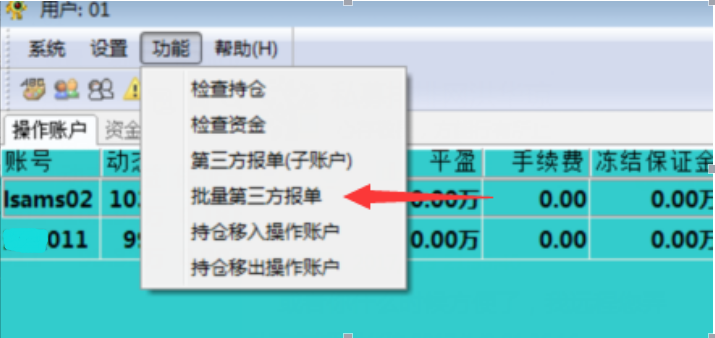 用户: 01
系统 设置 功能 帮助(H)
检查持仓
检查资金
第三方报单(子账户)
批量第三方报单
持仓移入操作账户
持仓移出操作账户
操作账户 资金
账号 动态 平盈 手续费 冻结保证金
lsams02 10 0.00万 0.00 0.00万
011 99 0.00万 0.00 0.00万